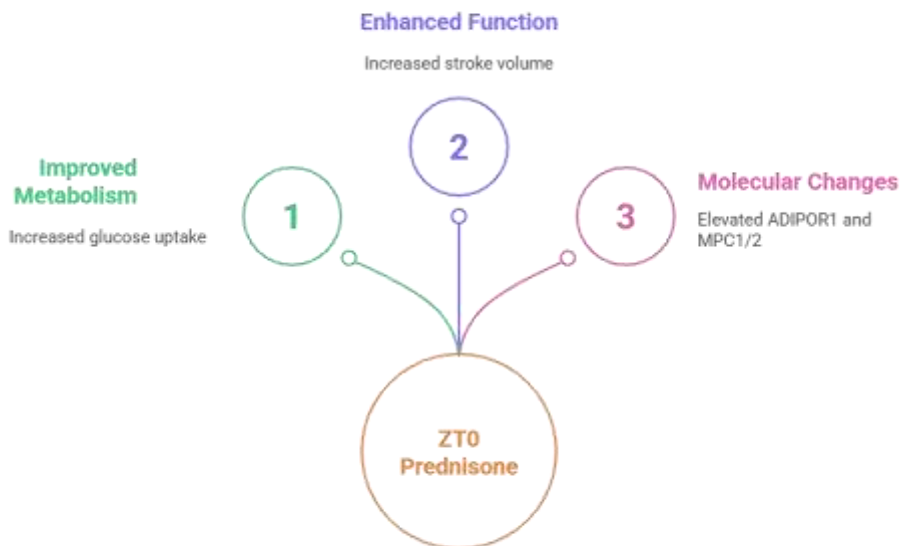 Enhanced Function
Increased stroke volume
2
Improved
Metabolism
Increased glucose uptake
1
3
Molecular Changes
Elevated ADIPOR1 and
MPC1/2
ZT0
Prednisone